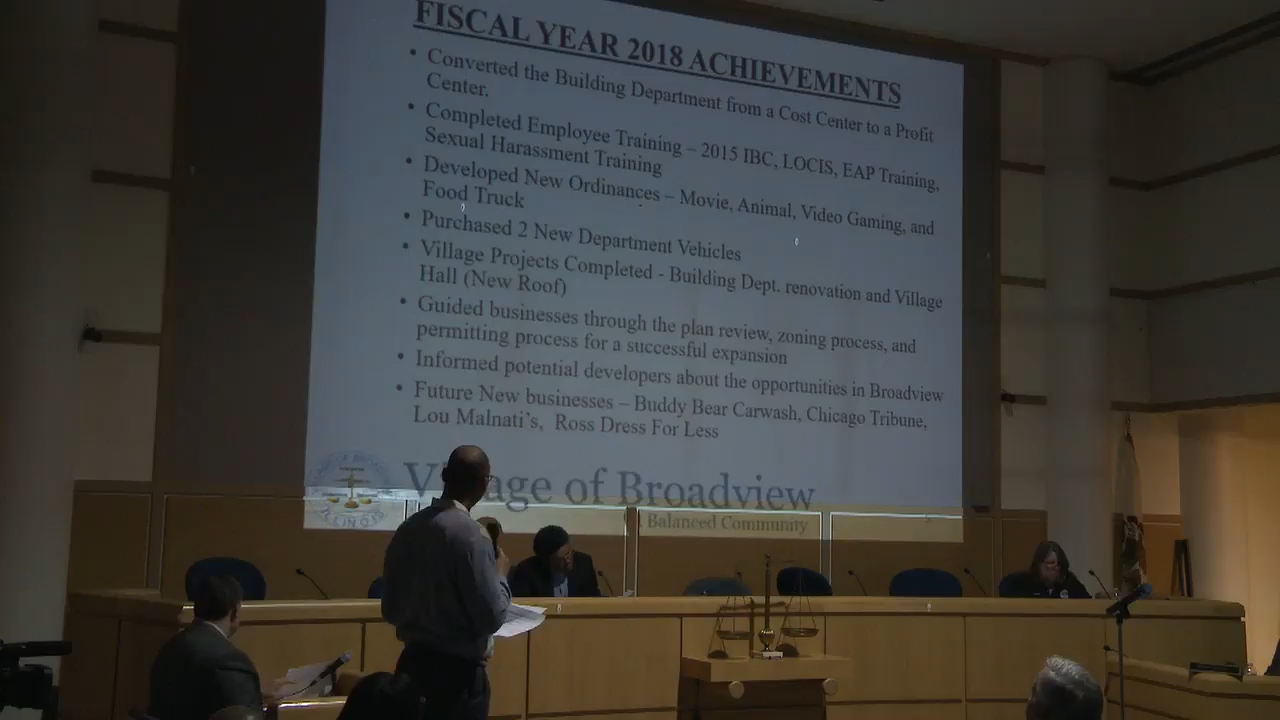 FISCAL YEAR 2018 ACHIEVEMENTS
• Converted the Building Department from a Cost Center to a Profit
Center.
• Completed Employee Training – 2015 IBC, LOCIS, EAP Training,
Sexual Harassment Training
• Developed New Ordinances – Movie, Animal, Video Gaming, and
Food Truck
• Purchased 2 New Department Vehicles
• Village Projects Completed - Building Dept. renovation and Village
Hall (New Roof)
• Guided businesses through the plan review, zoning process, and
permitting process for a successful expansion
• Informed potential developers about the opportunities in Broadview
• Future New businesses – Buddy Bear Carwash, Chicago Tribune,
Lou Malnati's, Ross Dress For Less
Village of Broadview
Balanced Community
ILLINOIS